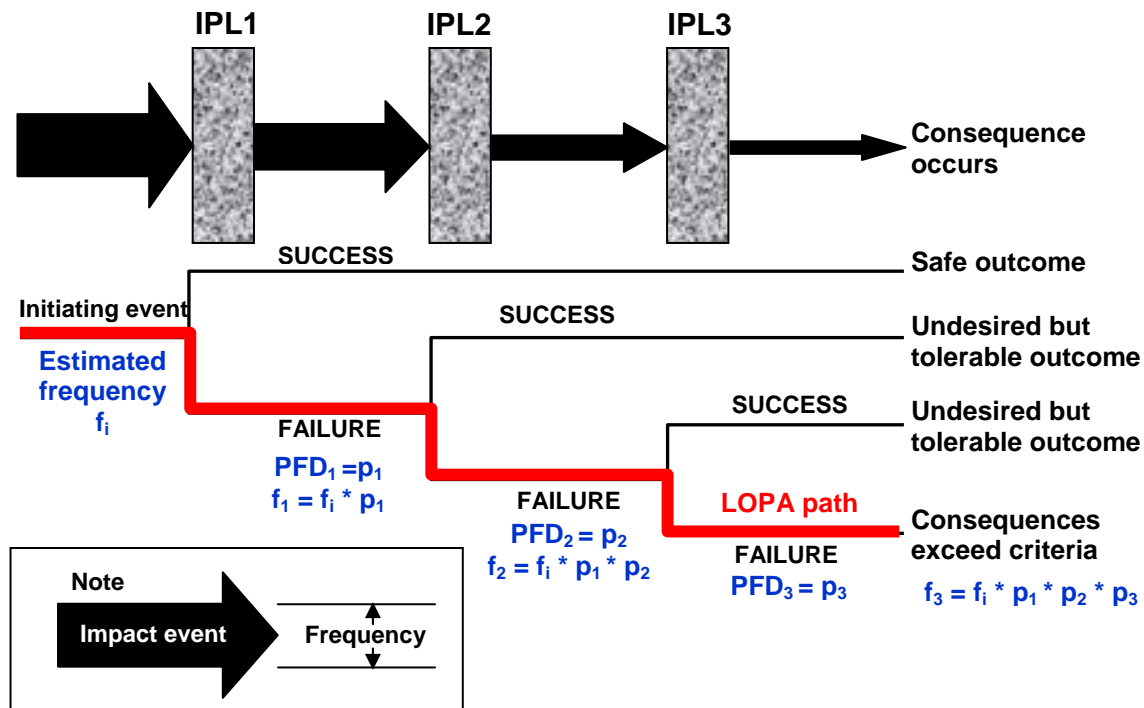 IPL1
IPL2
IPL3
Consequence
occurs
SUCCESS
Safe outcome
Initiating event
SUCCESS
Undesired but
tolerable outcome
Estimated
frequency
fᵢ
SUCCESS
Undesired but
tolerable outcome
FAILURE
PFD₁ =p₁
f₁ = fᵢ * p₁
FAILURE
PFD₂ = p₂
f₂ = fᵢ * p₁ * p₂
LOPA path
Consequences
exceed criteria
FAILURE
PFD₃ = p₃
f₃ = fᵢ * p₁ * p₂ * p₃
Note
Impact event
Frequency